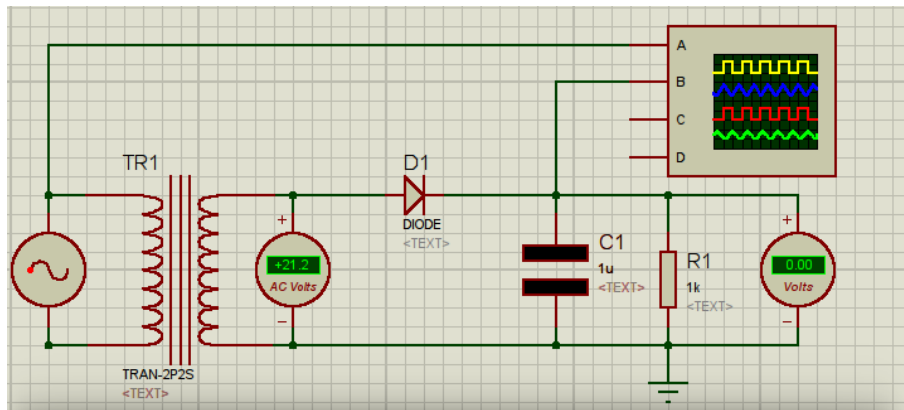 A
B
C
D
TR1
D1
DIODE
<TEXT>
+
+21.2
AC Volts
−
C1
1u
<TEXT>
R1
1k
<TEXT>
+
0.00
Volts
−
TRAN-2P2S
<TEXT>